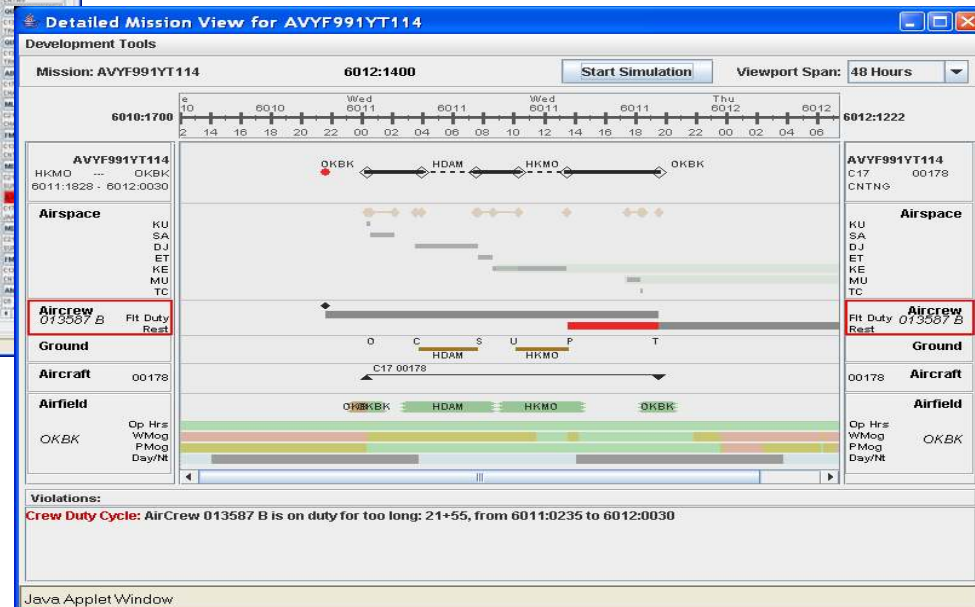 Detailed Mission View for AVYF991YT114
Development Tools
Mission: AVYF991YT114 6012:1400 Start Simulation Viewport Span: 48 Hours
6010:1700 6012:1222
e Wed Wed Thu
10 6010 6011 6011 6011 6011 6012 6012
2 14 16 18 20 22 00 02 04 06 08 10 12 14 16 18 20 22 00 02 04 06
AVYF991YT114
HKMO --- OKBK
6011:1828 - 6012:0030
OKBK HDAM HKMO OKBK
AVYF991YT114
C17 00178
CNTNG
Airspace
KU
SA
DJ
ET
KE
MU
TC
Airspace
KU
SA
DJ
ET
KE
MU
TC
Aircrew
013587 B Flt Duty
Rest
Aircrew
Flt Duty 013587 B
Rest
Ground
O C S U P T
HDAM HKMO
Ground
Aircraft 00178
C17 00178
00178 Aircraft
Airfield
OKBK HDAM HKMO OKBK
Airfield
Op Hrs
OKBK WMog
PMog
Day/Nt
Op Hrs
WMog OKBK
PMog
Day/Nt
Violations:
Crew Duty Cycle: AirCrew 013587 B is on duty for too long: 21+55, from 6011:0235 to 6012:0030
Java Applet Window